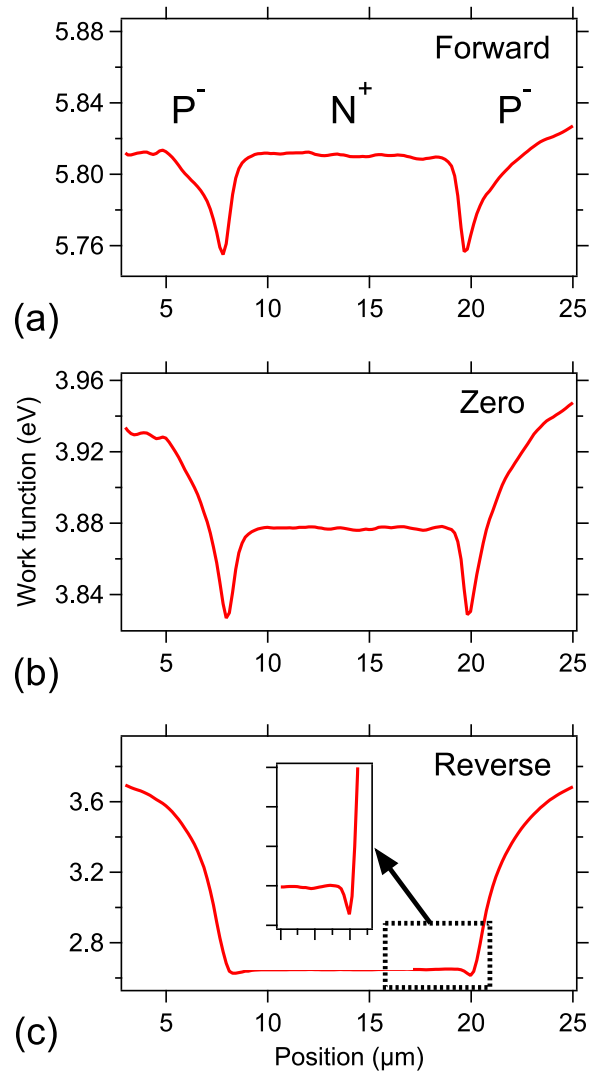 5.88
Forward
5.84
P⁻ N⁺ P⁻
5.80
5.76
(a)
5 10 15 20 25
3.96
Zero
3.92
3.88
3.84
Work function (eV)
(b)
5 10 15 20 25
Reverse
3.6
3.2
2.8
(c)
5 10 15 20 25
Position (µm)